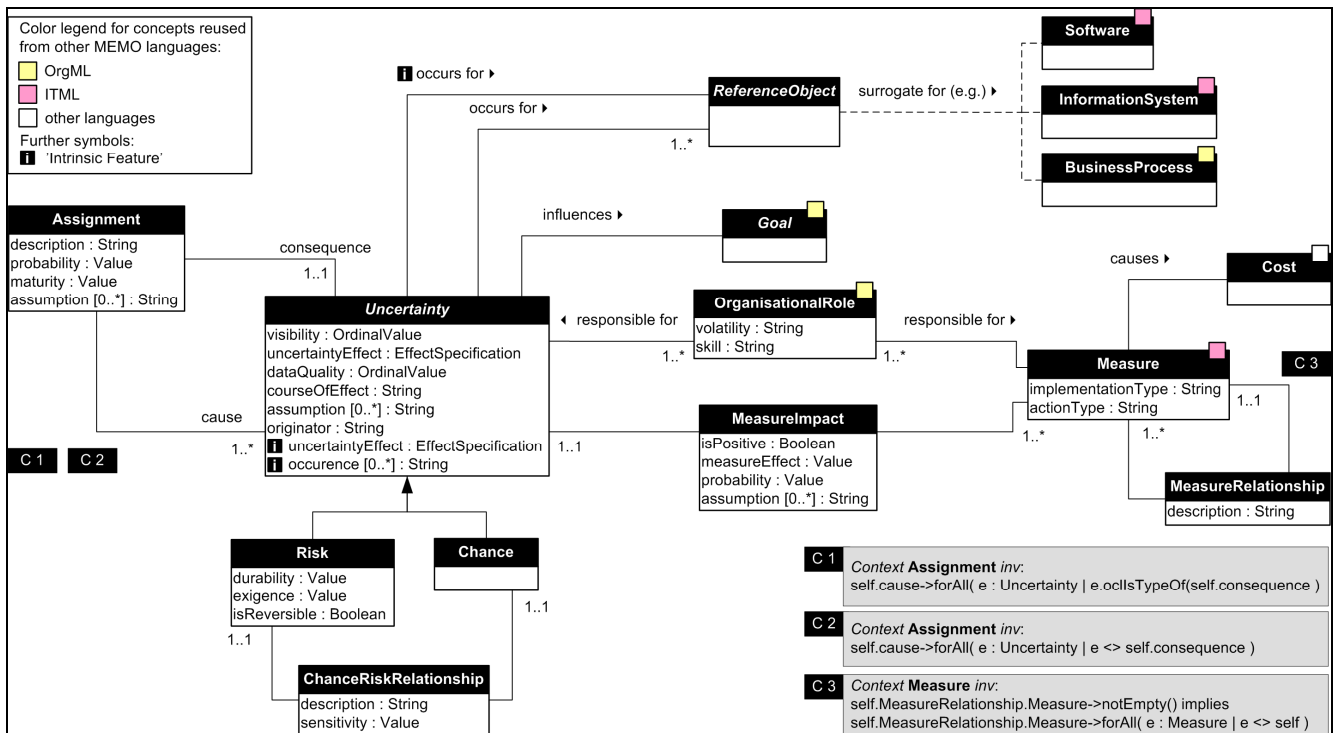 Color legend for concepts reused
from other MEMO languages:
OrgML
ITML
other languages
Further symbols:
i 'Intrinsic Feature'
i occurs for
occurs for
1..*
ReferenceObject
surrogate for (e.g.)
Software
InformationSystem
BusinessProcess
Assignment
description : String
probability : Value
maturity : Value
assumption [0..*] : String
consequence
1..1
cause
1..*
C 1
C 2
influences
Goal
Uncertainty
visibility : OrdinalValue
uncertaintyEffect : EffectSpecification
dataQuality : OrdinalValue
courseOfEffect : String
assumption [0..*] : String
originator : String
i uncertaintyEffect : EffectSpecification
i occurence [0..*] : String
responsible for
1..*
OrganisationalRole
volatility : String
skill : String
responsible for
1..*
causes
Cost
Measure
implementationType : String
actionType : String
C 3
1..1
1..*
1..*
1..1
MeasureImpact
isPositive : Boolean
measureEffect : Value
probability : Value
assumption [0..*] : String
MeasureRelationship
description : String
Risk
durability : Value
exigence : Value
isReversible : Boolean
1..1
Chance
1..1
ChanceRiskRelationship
description : String
sensitivity : Value
C 1
Context Assignment inv:
self.cause->forAll( e : Uncertainty | e.oclIsTypeOf(self.consequence )
C 2
Context Assignment inv:
self.cause->forAll( e : Uncertainty | e <> self.consequence )
C 3
Context Measure inv:
self.MeasureRelationship.Measure->notEmpty() implies
self.MeasureRelationship.Measure->forAll( e : Measure | e <> self )